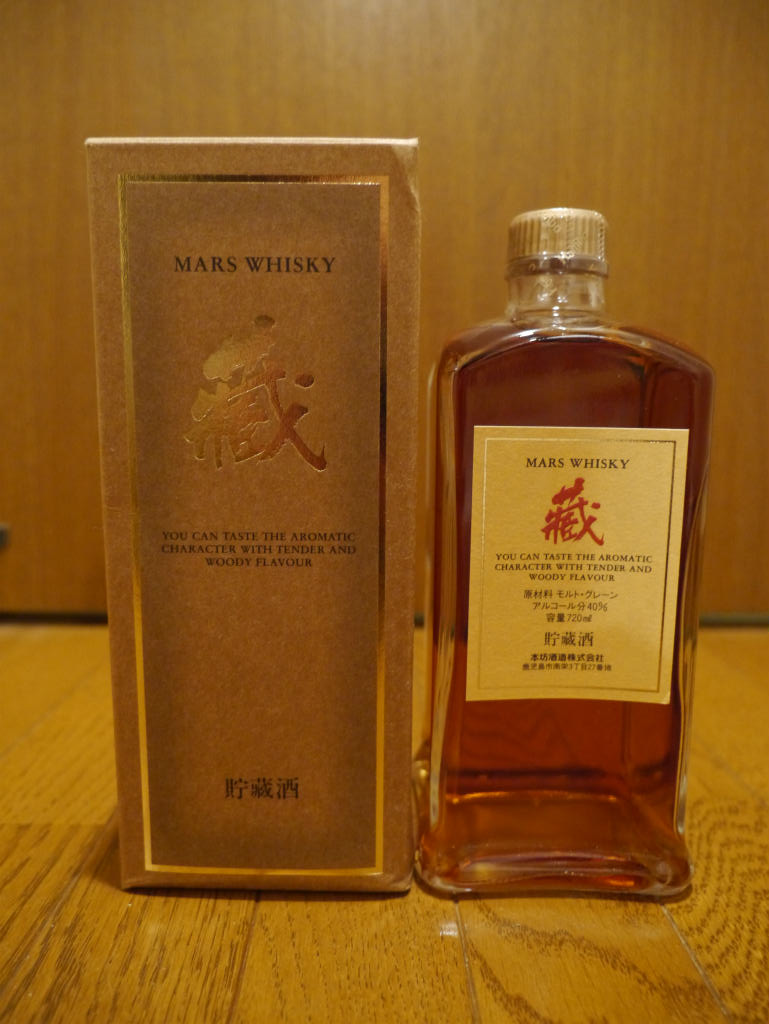 MARS WHISKY
藏
YOU CAN TASTE THE AROMATIC
CHARACTER WITH TENDER AND
WOODY FLAVOUR
貯蔵酒
MARS WHISKY
藏
YOU CAN TASTE THE AROMATIC
CHARACTER WITH TENDER AND
WOODY FLAVOUR
原材料 モルト・グレーン
アルコール分40%
容量720㎖
貯蔵酒
本坊酒造株式会社
鹿児島市南栄3丁目27番地